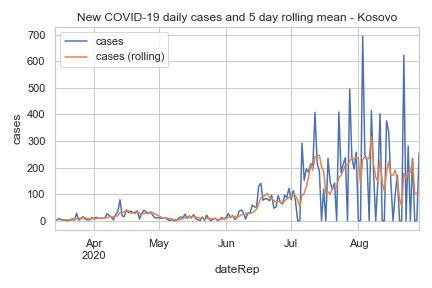 New COVID-19 daily cases and 5 day rolling mean - Kosovo
cases
cases (rolling)
700
600
500
400
300
200
100
0
cases
Apr
2020
May
Jun
Jul
Aug
dateRep